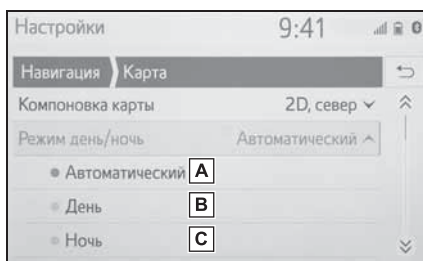 Настройки 9:41
Навигация Карта
Компоновка карты 2D, север
Режим день/ночь Автоматический
Автоматический A
День B
Ночь C